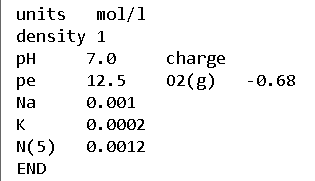 units mol/l
density 1
pH 7.0 charge
pe 12.5 O2(g) -0.68
Na 0.001
K 0.0002
N(5) 0.0012
END